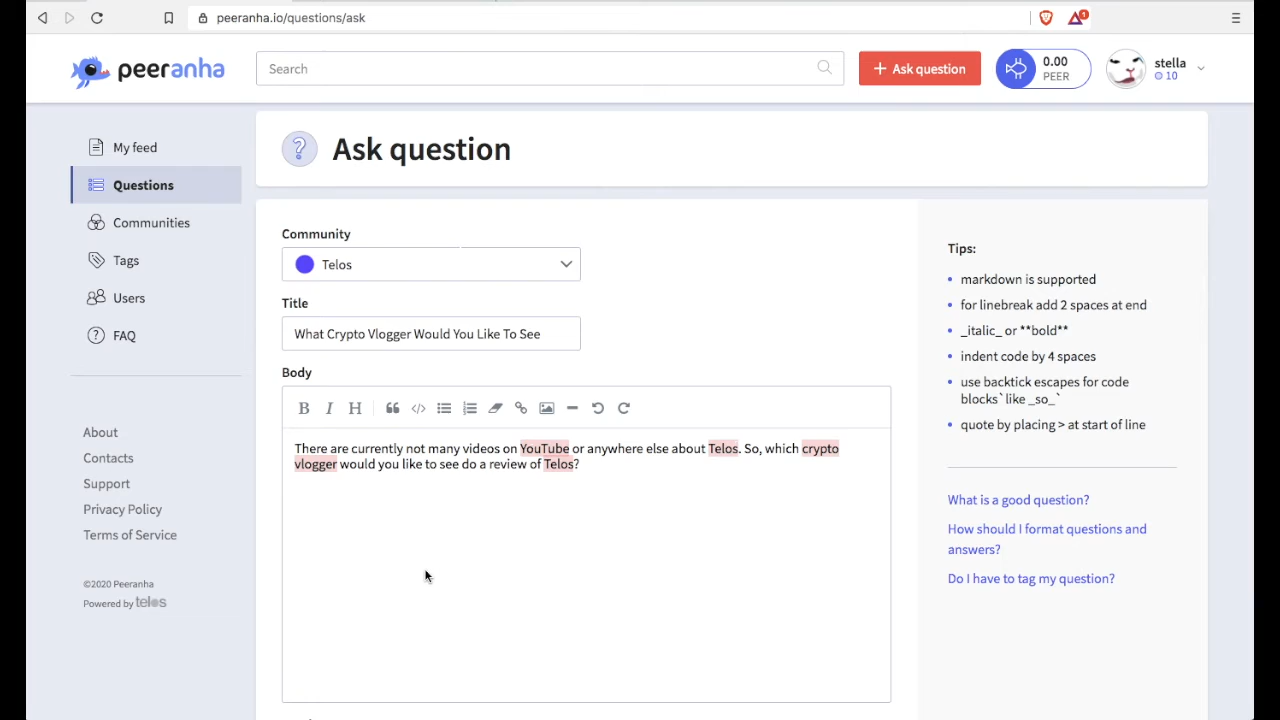 peeranha.io/questions/ask
1
peeranha
Search
+ Ask question
0.00
PEER
stella
10
My feed
Questions
Communities
Tags
Users
FAQ
About
Contacts
Support
Privacy Policy
Terms of Service
©2020 Peeranha
Powered by telos
? Ask question
Community
Telos
Title
What Crypto Vlogger Would You Like To See
Body
B I H
There are currently not many videos on YouTube or anywhere else about Telos. So, which crypto
vlogger would you like to see do a review of Telos?
Tips:
• markdown is supported
• for linebreak add 2 spaces at end
• _italic_ or **bold**
• indent code by 4 spaces
• use backtick escapes for code
blocks`like _so_`
• quote by placing > at start of line
What is a good question?
How should I format questions and
answers?
Do I have to tag my question?